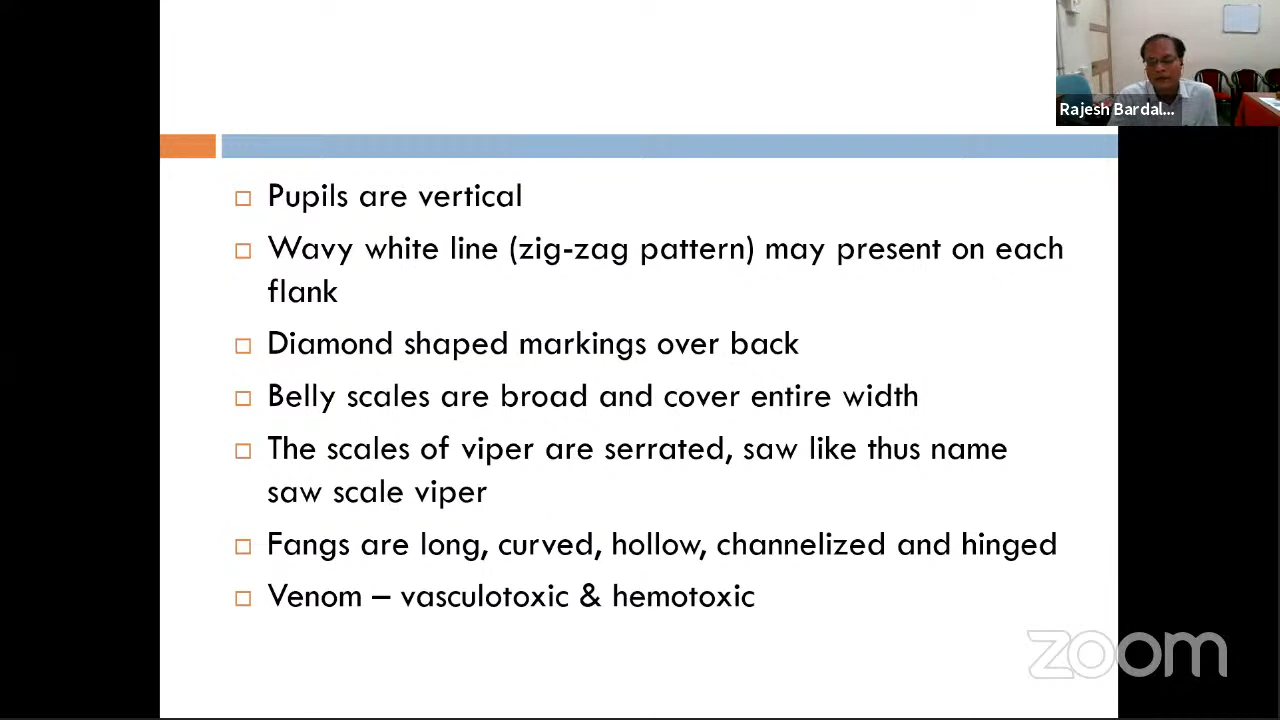 Rajesh Bardal...
Pupils are vertical
Wavy white line (zig-zag pattern) may present on each
flank
Diamond shaped markings over back
Belly scales are broad and cover entire width
The scales of viper are serrated, saw like thus name
saw scale viper
Fangs are long, curved, hollow, channelized and hinged
Venom – vasculotoxic & hemotoxic
zoom